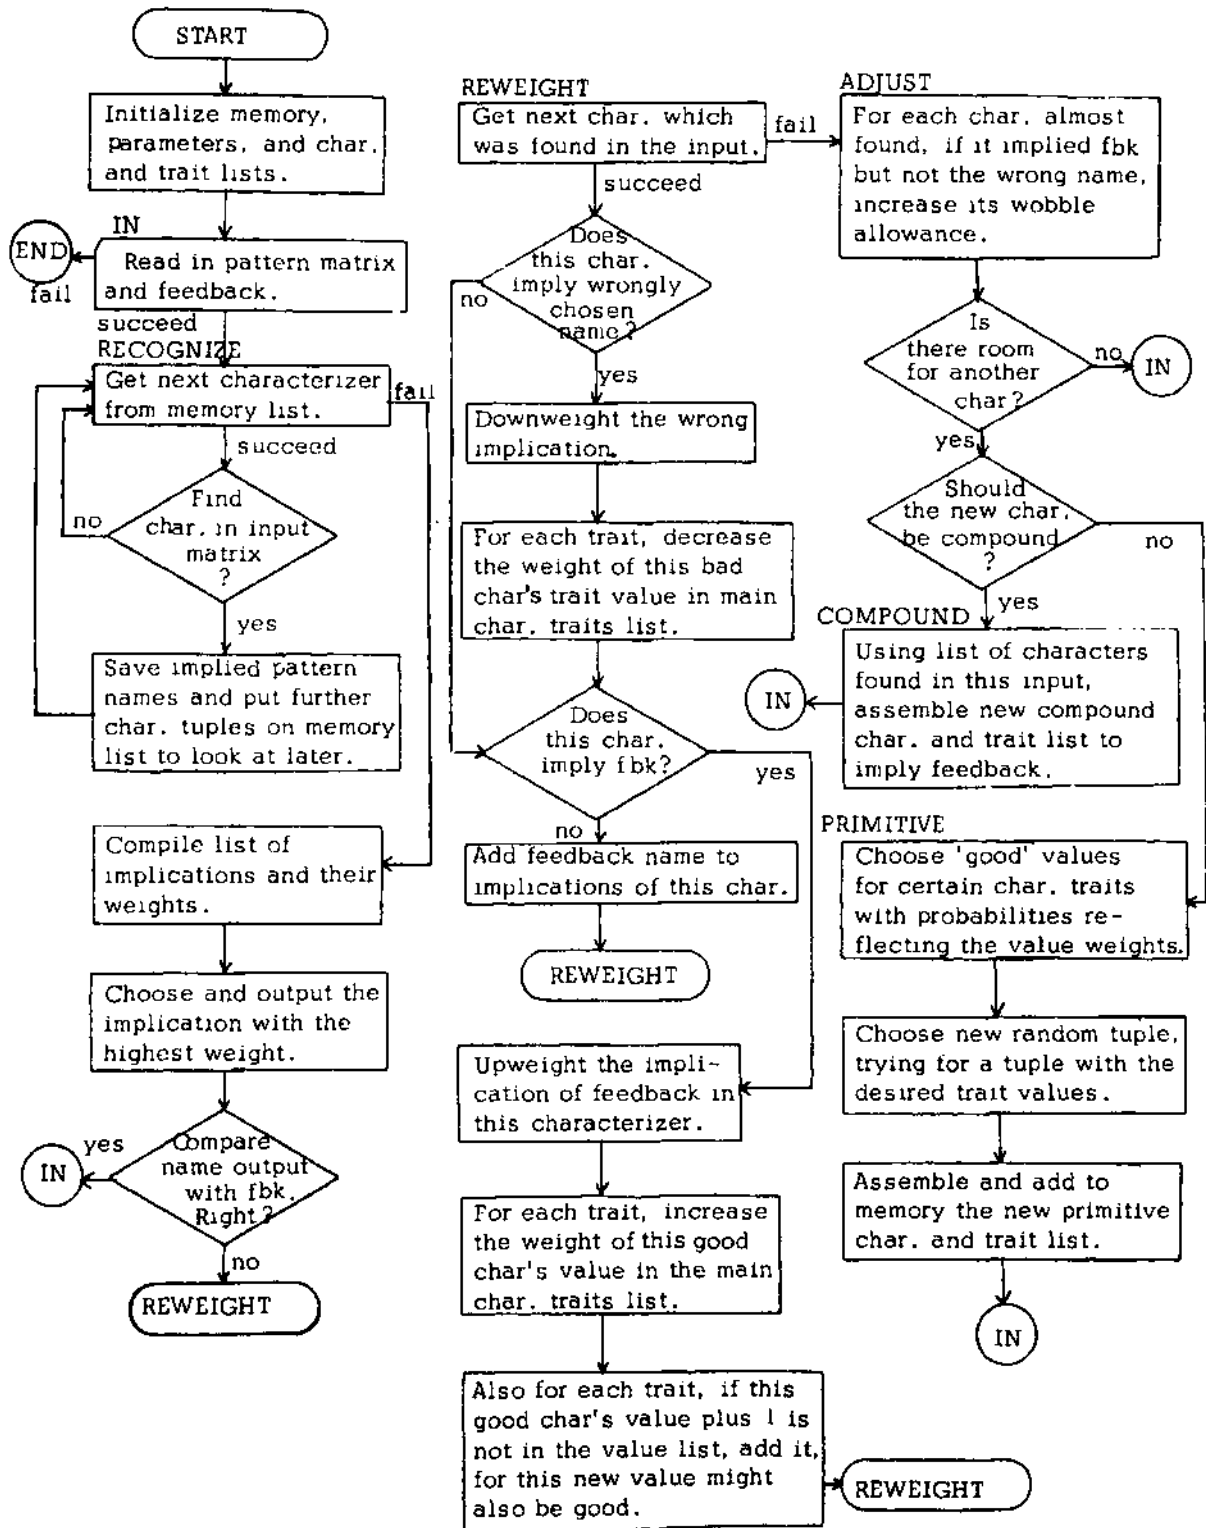 START
Initialize memory,
parameters, and char.
and trait lists.
IN
END
fail
Read in pattern matrix
and feedback.
succeed
RECOGNIZE
Get next characterizer
from memory list.
fail
succeed
Find
char. in input
matrix
?
no
yes
Save implied pattern
names and put further
char. tuples on memory
list to look at later.
Compile list of
implications and their
weights.
Choose and output the
implication with the
highest weight.
yes
IN
Compare
name output
with fbk.
Right?
no
REWEIGHT
REWEIGHT
Get next char. which
was found in the input.
fail
succeed
Does
this char.
imply wrongly
chosen
name?
no
yes
Downweight the wrong
implication.
For each trait, decrease
the weight of this bad
char's trait value in main
char. traits list.
Does
this char.
imply fbk?
yes
no
Add feedback name to
implications of this char.
REWEIGHT
Upweight the impli-
cation of feedback in
this characterizer.
For each trait, increase
the weight of this good
char's value in the main
char. traits list.
Also for each trait, if this
good char's value plus 1 is
not in the value list, add it,
for this new value might
also be good.
REWEIGHT
ADJUST
For each char. almost
found, if it implied fbk
but not the wrong name,
increase its wobble
allowance.
Is
there room
for another
char?
no
IN
yes
Should
the new char.
be compound
?
no
yes
COMPOUND
Using list of characters
found in this input,
assemble new compound
char. and trait list to
imply feedback.
IN
PRIMITIVE
Choose 'good' values
for certain char. traits
with probabilities re-
flecting the value weights.
Choose new random tuple,
trying for a tuple with the
desired trait values.
Assemble and add to
memory the new primitive
char. and trait list.
IN